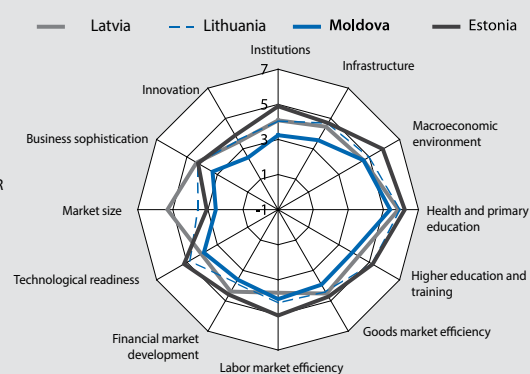 Latvia Lithuania Moldova Estonia
Institutions
7
Infrastructure
Innovation
5
Macroeconomic
environment
Business sophistication
3
1
R
Market size
-1
Health and primary
education
Technological readiness
Higher education and
training
Financial market
development
Goods market efficiency
Labor market efficiency